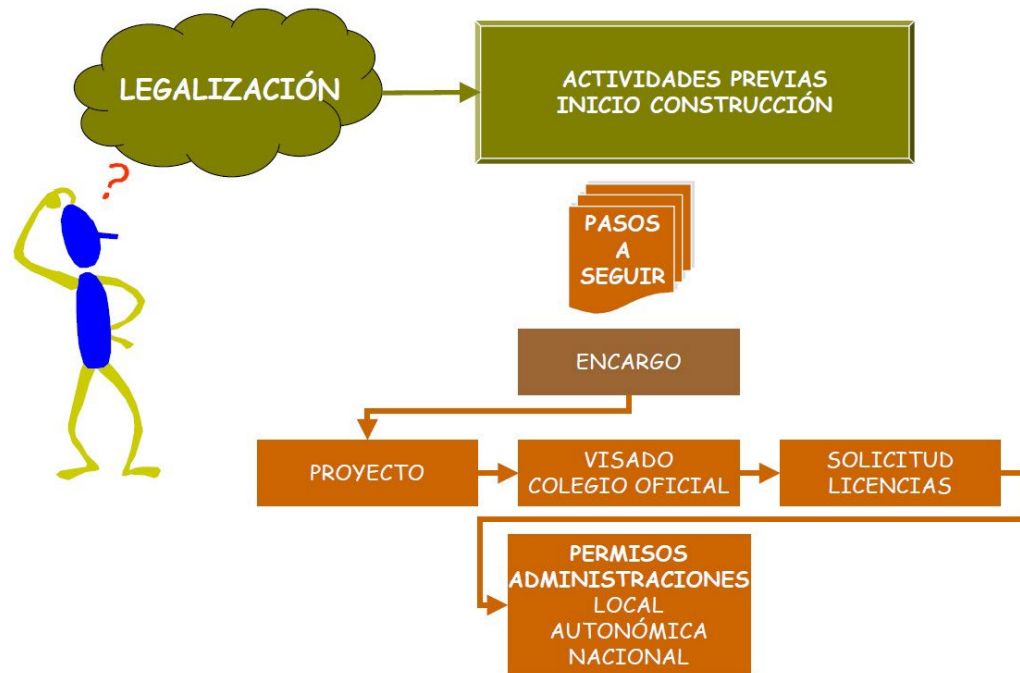 LEGALIZACIÓN
ACTIVIDADES PREVIAS
INICIO CONSTRUCCIÓN
?
PASOS
A
SEGUIR
ENCARGO
PROYECTO
VISADO
COLEGIO OFICIAL
SOLICITUD
LICENCIAS
PERMISOS
ADMINISTRACIONES
LOCAL
AUTONÓMICA
NACIONAL